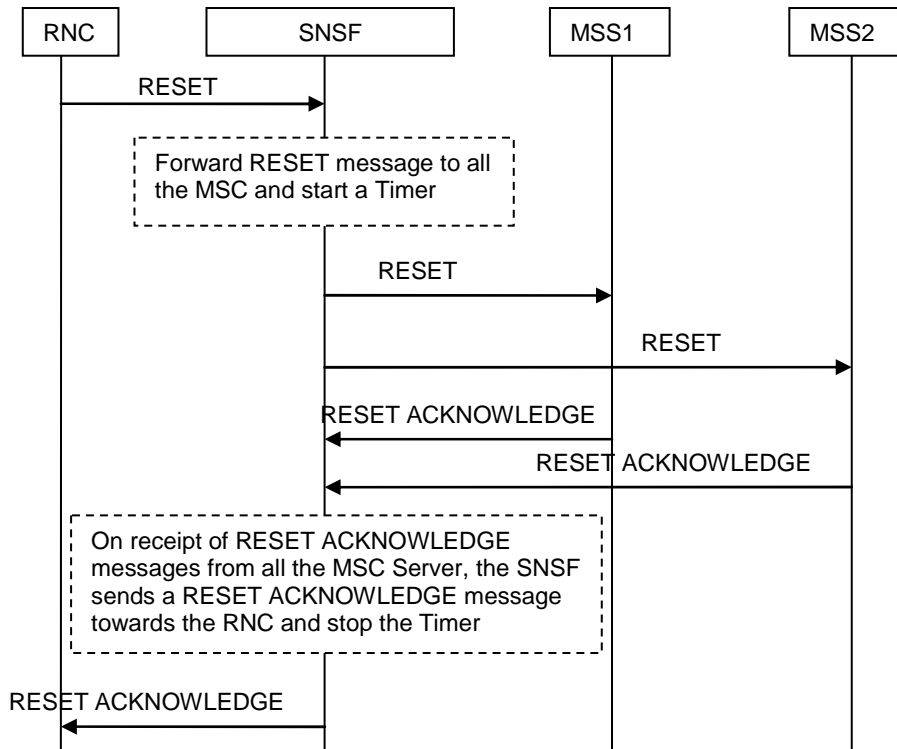 RNC
SNSF
MSS1
MSS2
RESET
Forward RESET message to all
the MSC and start a Timer
RESET
RESET
RESET ACKNOWLEDGE
RESET ACKNOWLEDGE
On receipt of RESET ACKNOWLEDGE
messages from all the MSC Server, the SNSF
sends a RESET ACKNOWLEDGE message
towards the RNC and stop the Timer
RESET ACKNOWLEDGE